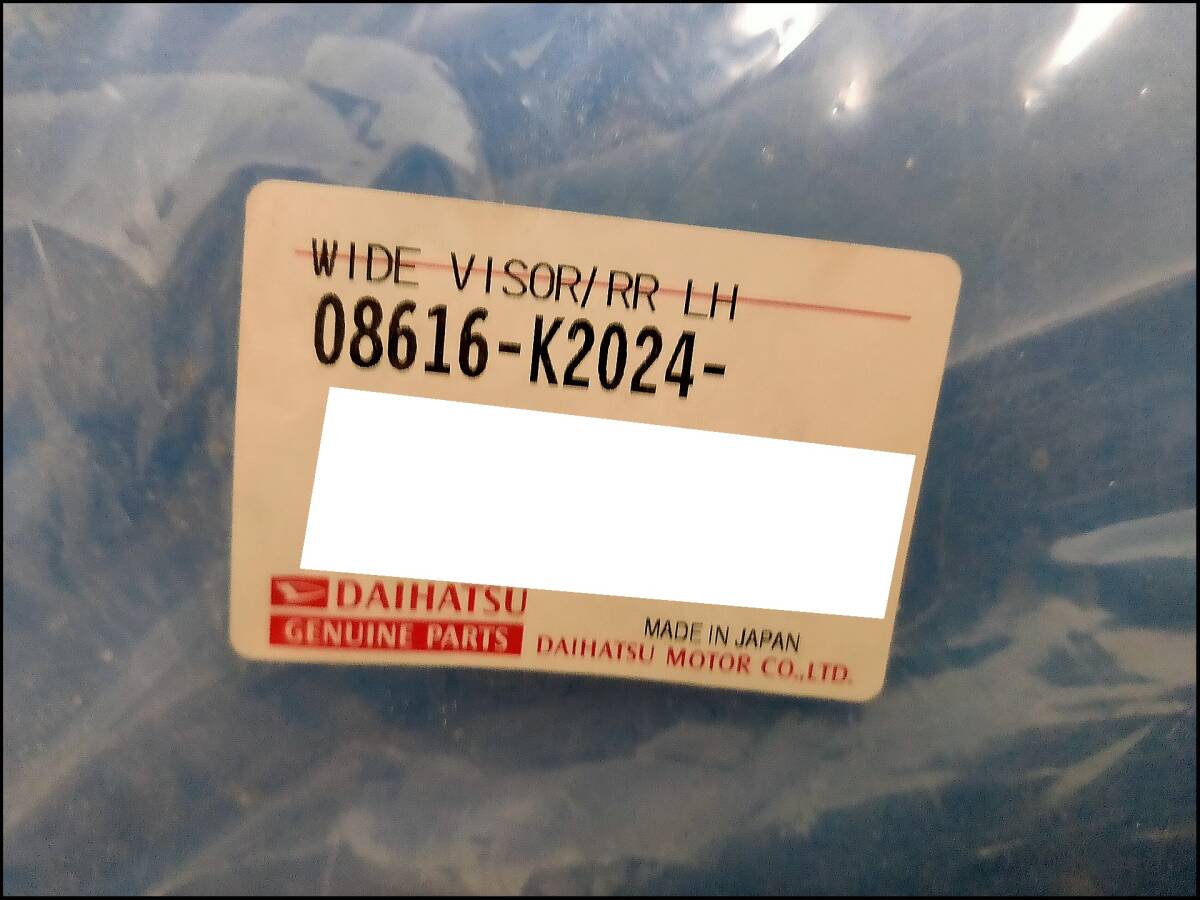 WIDE VISOR/RR LH
08616-K2024-
DAIHATSU
GENUINE PARTS
MADE IN JAPAN
DAIHATSU MOTOR CO.,LTD.